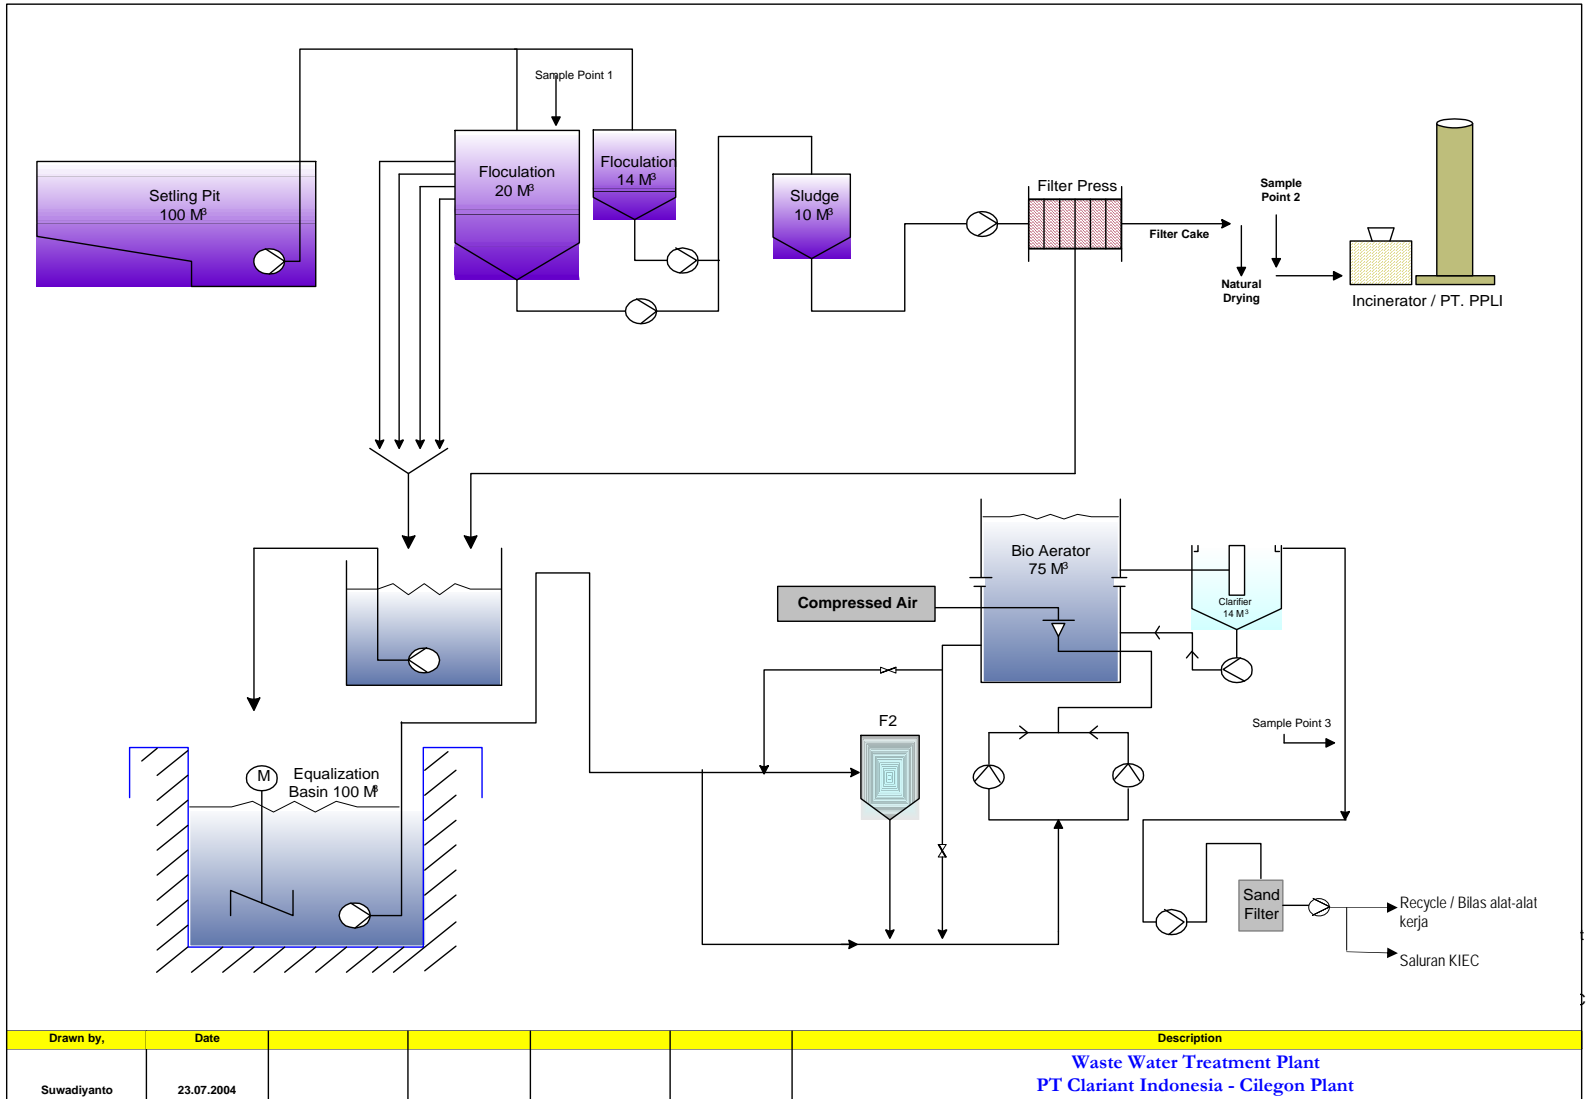 Sample Point 1
Setling Pit
100 M³
Floculation
20 M³
Floculation
14 M³
Sludge
10 M³
Filter Press
Filter Cake
Sample
Point 2
Natural
Drying
Incinerator / PT. PPLI
Bio Aerator
75 M³
Compressed Air
Clarifier
14 M³
F2
Sample Point 3
M
Equalization
Basin 100 M³
Sand
Filter
Recycle / Bilas alat-alat
kerja
Saluran KIEC
Drawn by,
Date
Description
Suwadiyanto
23.07.2004
Waste Water Treatment Plant
PT Clariant Indonesia - Cilegon Plant